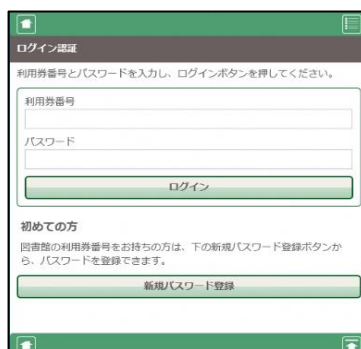 ログイン認証
利用券番号とパスワードを入力し、ログインボタンを押してください。
利用券番号
パスワード
ログイン
初めての方
図書館の利用券番号をお持ちの方は、下の新規パスワード登録ボタンか
ら、パスワードを登録できます。
新規パスワード登録